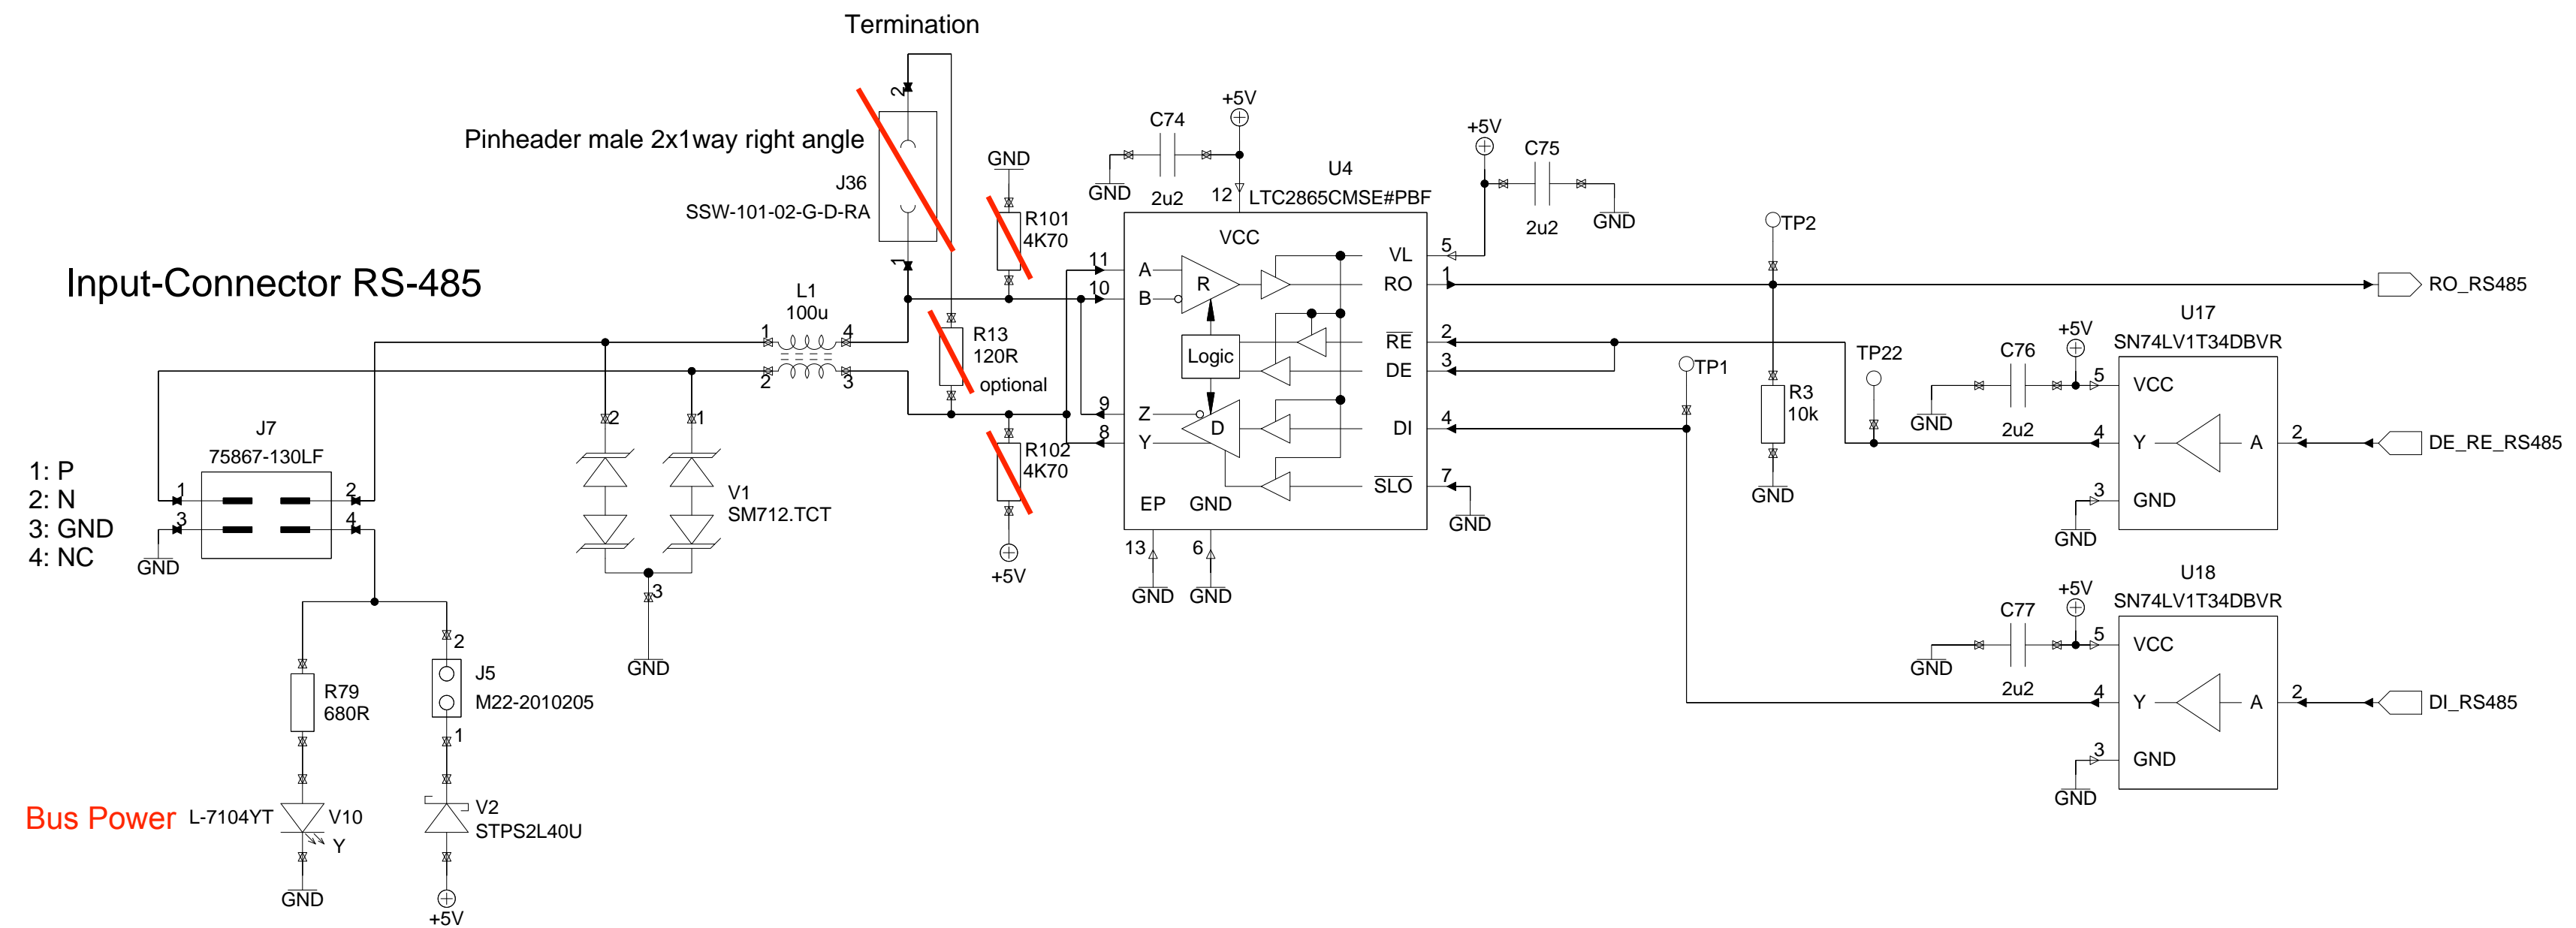 Termination
2
Pinheader male 2x1way right angle
J36
SSW-101-02-G-D-RA
1
GND
R101
4K70
C74
+5V
GND
2u2
12
U4
LTC2865CMSE#PBF
+5V
C75
2u2
GND
TP2
VCC
11
A
10
B
R
VL
5
RO
1
RO_RS485
Input-Connector RS-485
L1
100u
1
4
2
3
R13
120R
optional
Logic
RE
2
DE
3
TP1
TP22
R3
10k
GND
C76
+5V
GND
2u2
U17
SN74LV1T34DBVR
5
VCC
4
Y
A
2
DE_RE_RS485
3
GND
GND
9
Z
8
Y
D
DI
4
SLO
7
GND
EP
GND
13
6
GND
GND
R102
4K70
+5V
J7
75867-130LF
1: P
2: N
3: GND
4: NC
1
2
3
4
GND
2
1
V1
SM712.TCT
3
GND
R79
680R
2
J5
M22-2010205
1
Bus Power
L-7104YT
V10
Y
GND
V2
STPS2L40U
+5V
U18
SN74LV1T34DBVR
C77
+5V
GND
2u2
5
VCC
4
Y
A
2
DI_RS485
3
GND
GND